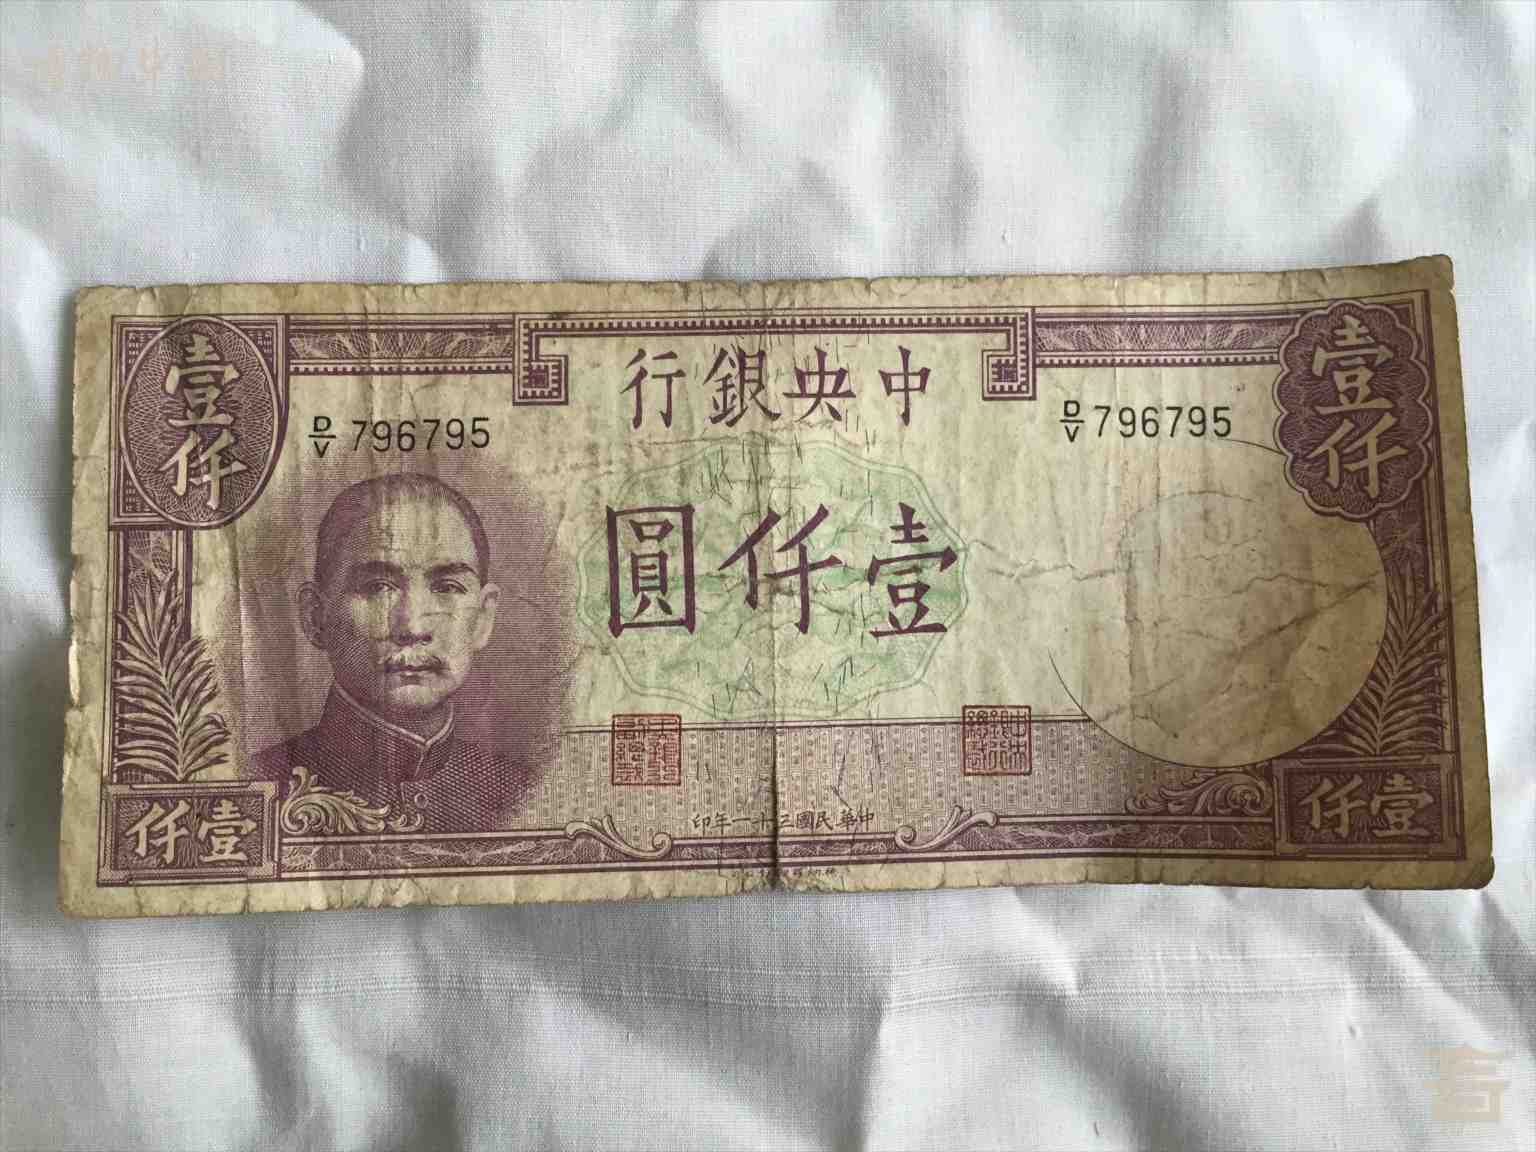 中央銀行
壹仟
壹仟
D/V 796795
D/V 796795
壹仟圓
中華民國三十一年印
壹仟
壹仟